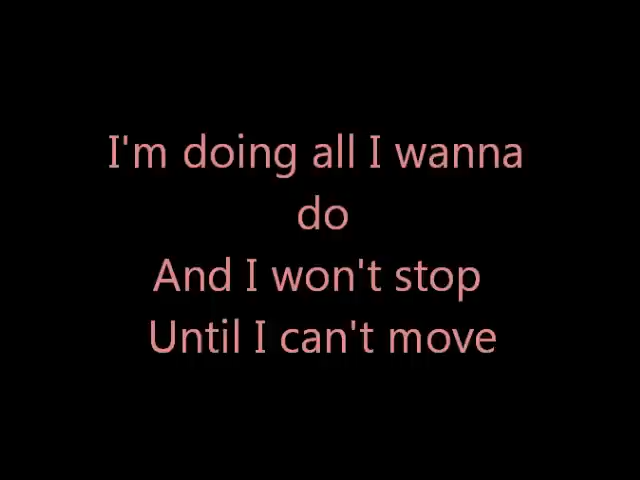 I'm doing all I wanna
do
And I won't stop
Until I can't move